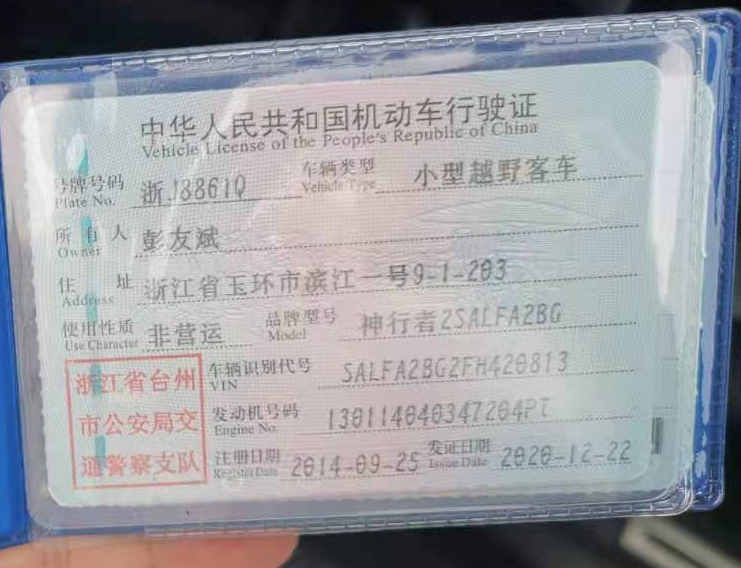 中华人民共和国机动车行驶证
Vehicle License of the People's Republic of China
号牌号码 浙J8861Q 车辆类型 小型越野客车
Plate No. Vehicle Type
所有人 彭友斌
Owner
住址 浙江省玉环市滨江一号9-1-203
Address
使用性质 非营运 品牌型号 神行者2SALFA2BG
Use Character Model
浙江省台州
市公安局交
通警察支队
车辆识别代号 SALFA2BG2FH420813
VIN
发动机号码 130114040347204PT
Engine No.
注册日期 2014-09-25 发证日期 2020-12-22
Register Date Issue Date